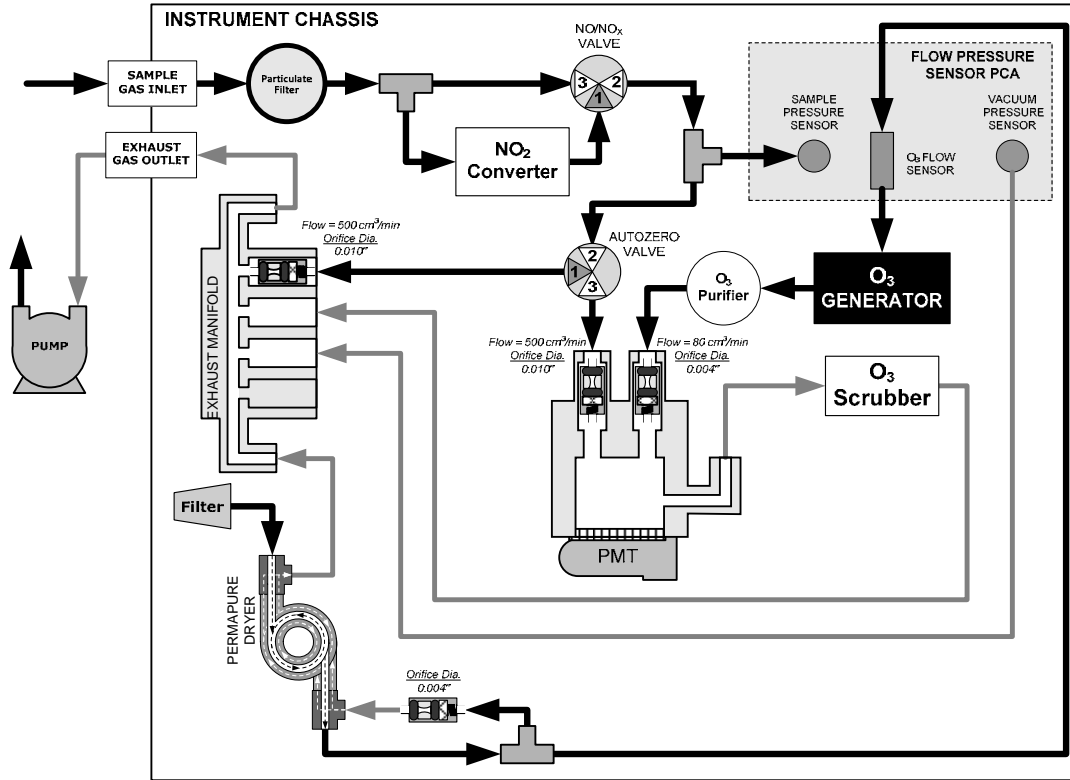 INSTRUMENT CHASSIS
SAMPLE
GAS INLET
Particulate
Filter
NO/NOX
VALVE
3 2
1
NO2
Converter
FLOW PRESSURE
SENSOR PCA
SAMPLE
PRESSURE
SENSOR
VACUUM
PRESSURE
SENSOR
O3 FLOW
SENSOR
EXHAUST
GAS OUTLET
PUMP
EXHAUST MANIFOLD
Flow = 500 cm³/min
Orifice Dia.
0.010"
AUTOZERO
VALVE
2
1
3
O3
Purifier
O3
GENERATOR
Flow = 500 cm³/min
Orifice Dia.
0.010"
Flow = 80 cm³/min
Orifice Dia.
0.004"
O3
Scrubber
PMT
Filter
PERMAPURE
DRYER
Orifice Dia.
0.004"